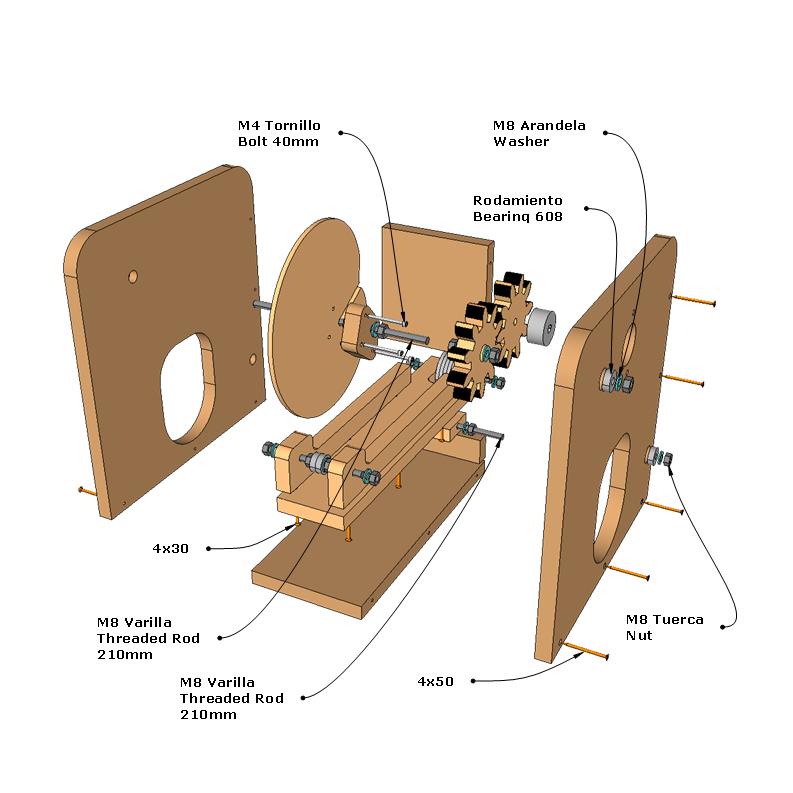 M4 Tornillo
Bolt 40mm
M8 Arandela
Washer
Rodamiento
Bearing 608
4x30
M8 Varilla
Threaded Rod
210mm
M8 Varilla
Threaded Rod
210mm
4x50
M8 Tuerca
Nut